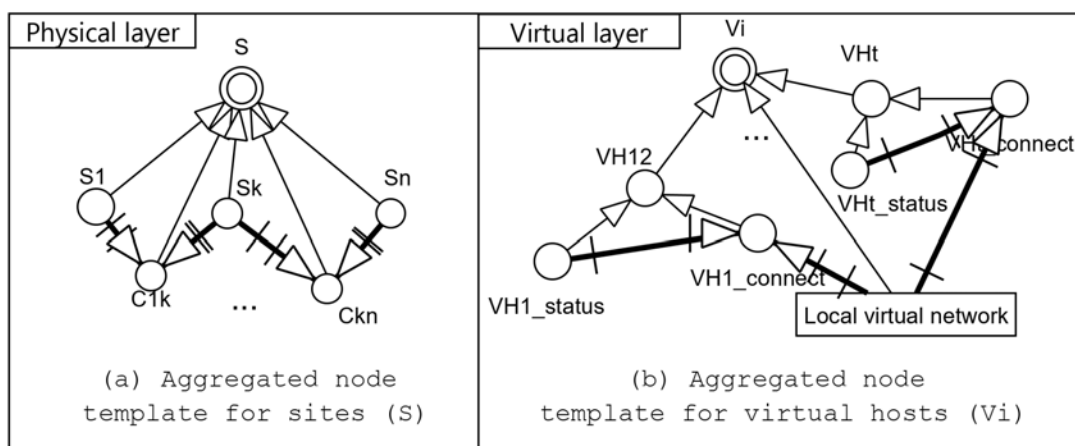 Physical layer
S
S1
Sk
Sn
C1k
...
Ckn
(a) Aggregated node
template for sites (S)
Virtual layer
Vi
VHt
...
VH12
VHt_connect
VHt_status
VH1_connect
VH1_status
Local virtual network
(b) Aggregated node
template for virtual hosts (Vi)